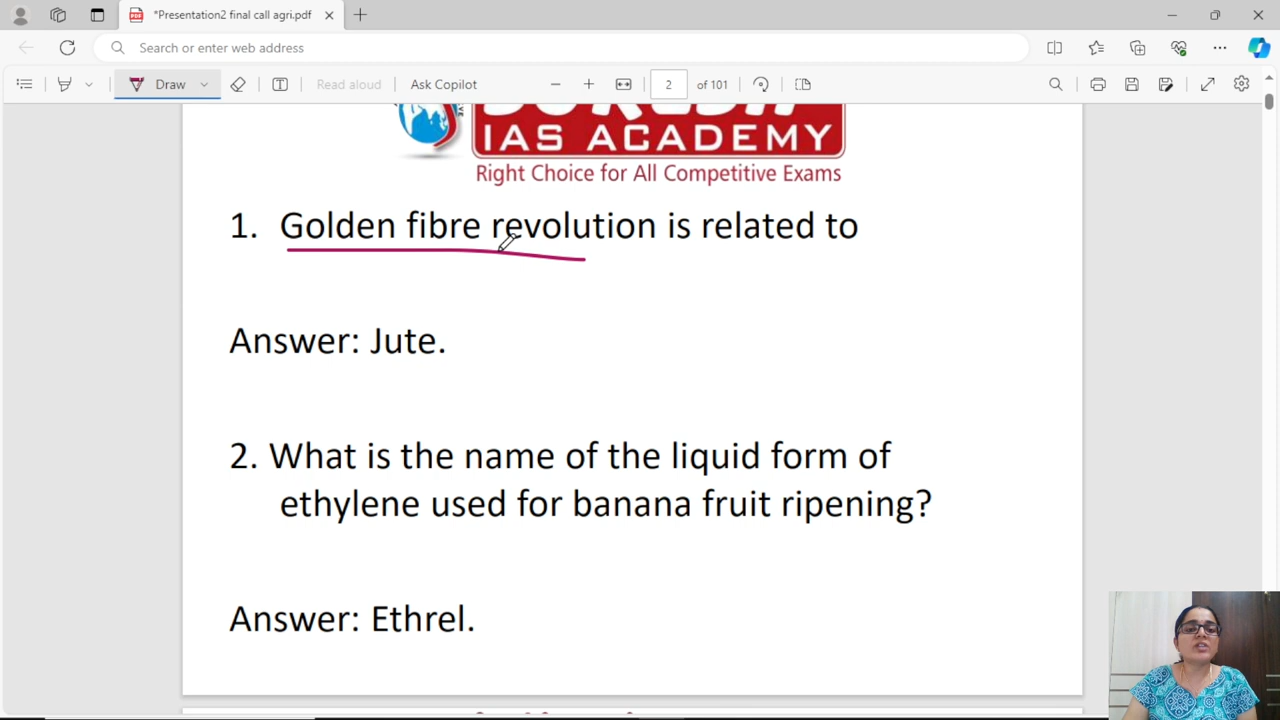 *Presentation2 final call agri.pdf
Search or enter web address
Draw
Read aloud
Ask Copilot
2 of 101
IAS ACADEMY
Right Choice for All Competitive Exams
1. Golden fibre revolution is related to
Answer: Jute.
2. What is the name of the liquid form of
ethylene used for banana fruit ripening?
Answer: Ethrel.